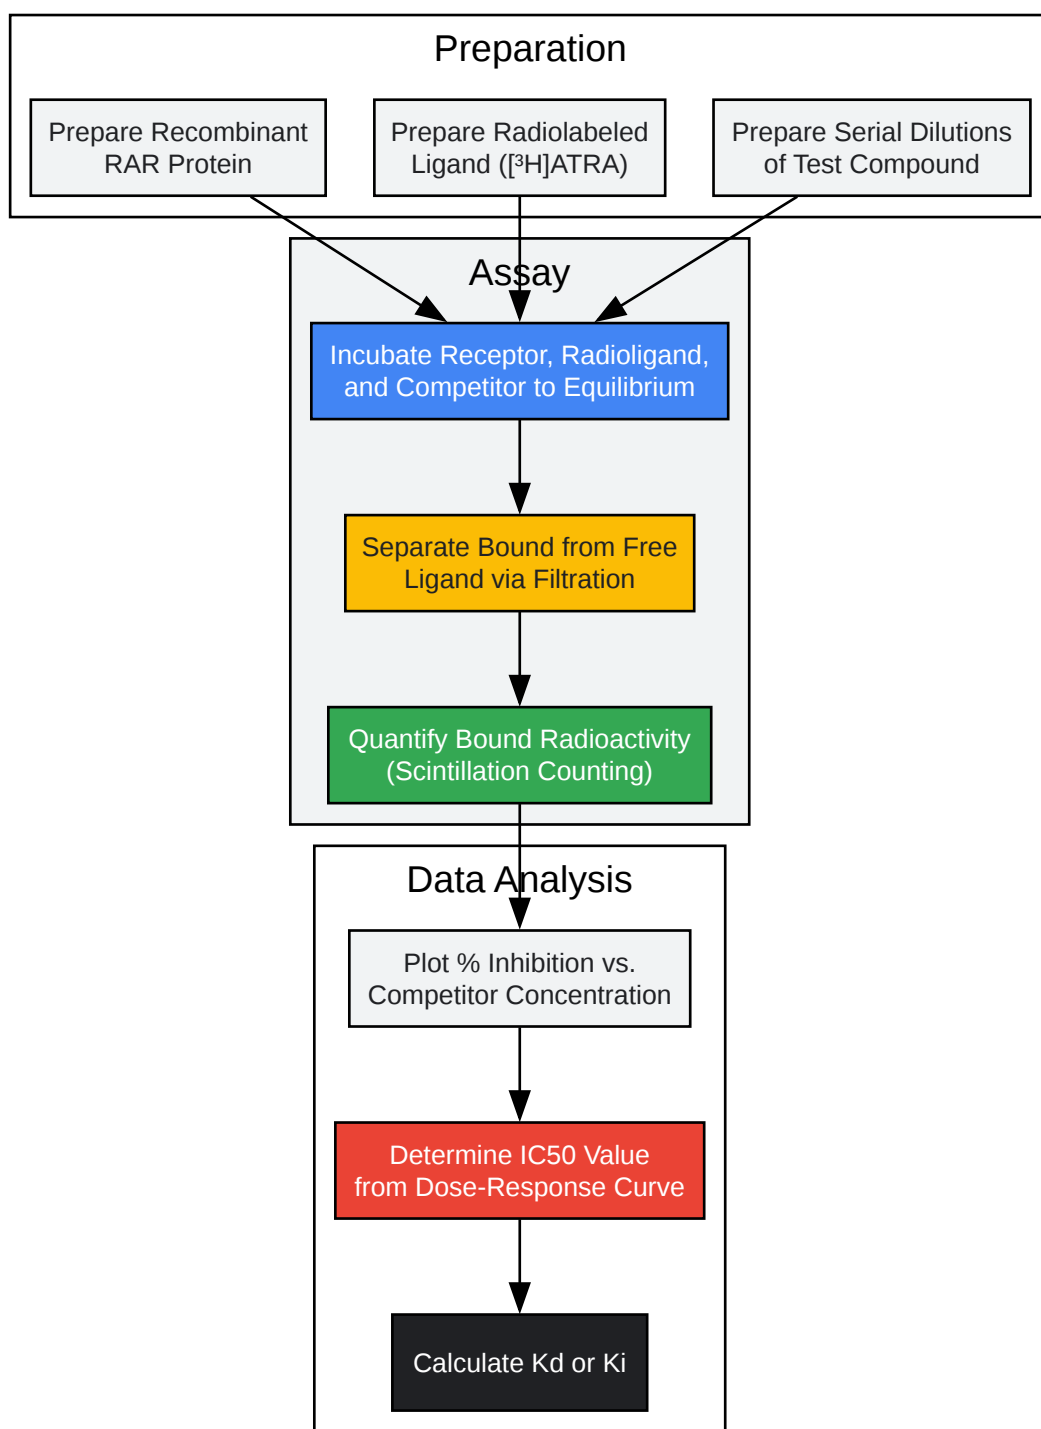 Preparation
Prepare Recombinant
RAR Protein
Prepare Radiolabeled
Ligand ([³H]ATRA)
Prepare Serial Dilutions
of Test Compound
Assay
Incubate Receptor, Radioligand,
and Competitor to Equilibrium
Separate Bound from Free
Ligand via Filtration
Quantify Bound Radioactivity
(Scintillation Counting)
Data Analysis
Plot % Inhibition vs.
Competitor Concentration
Determine IC50 Value
from Dose-Response Curve
Calculate Kd or Ki